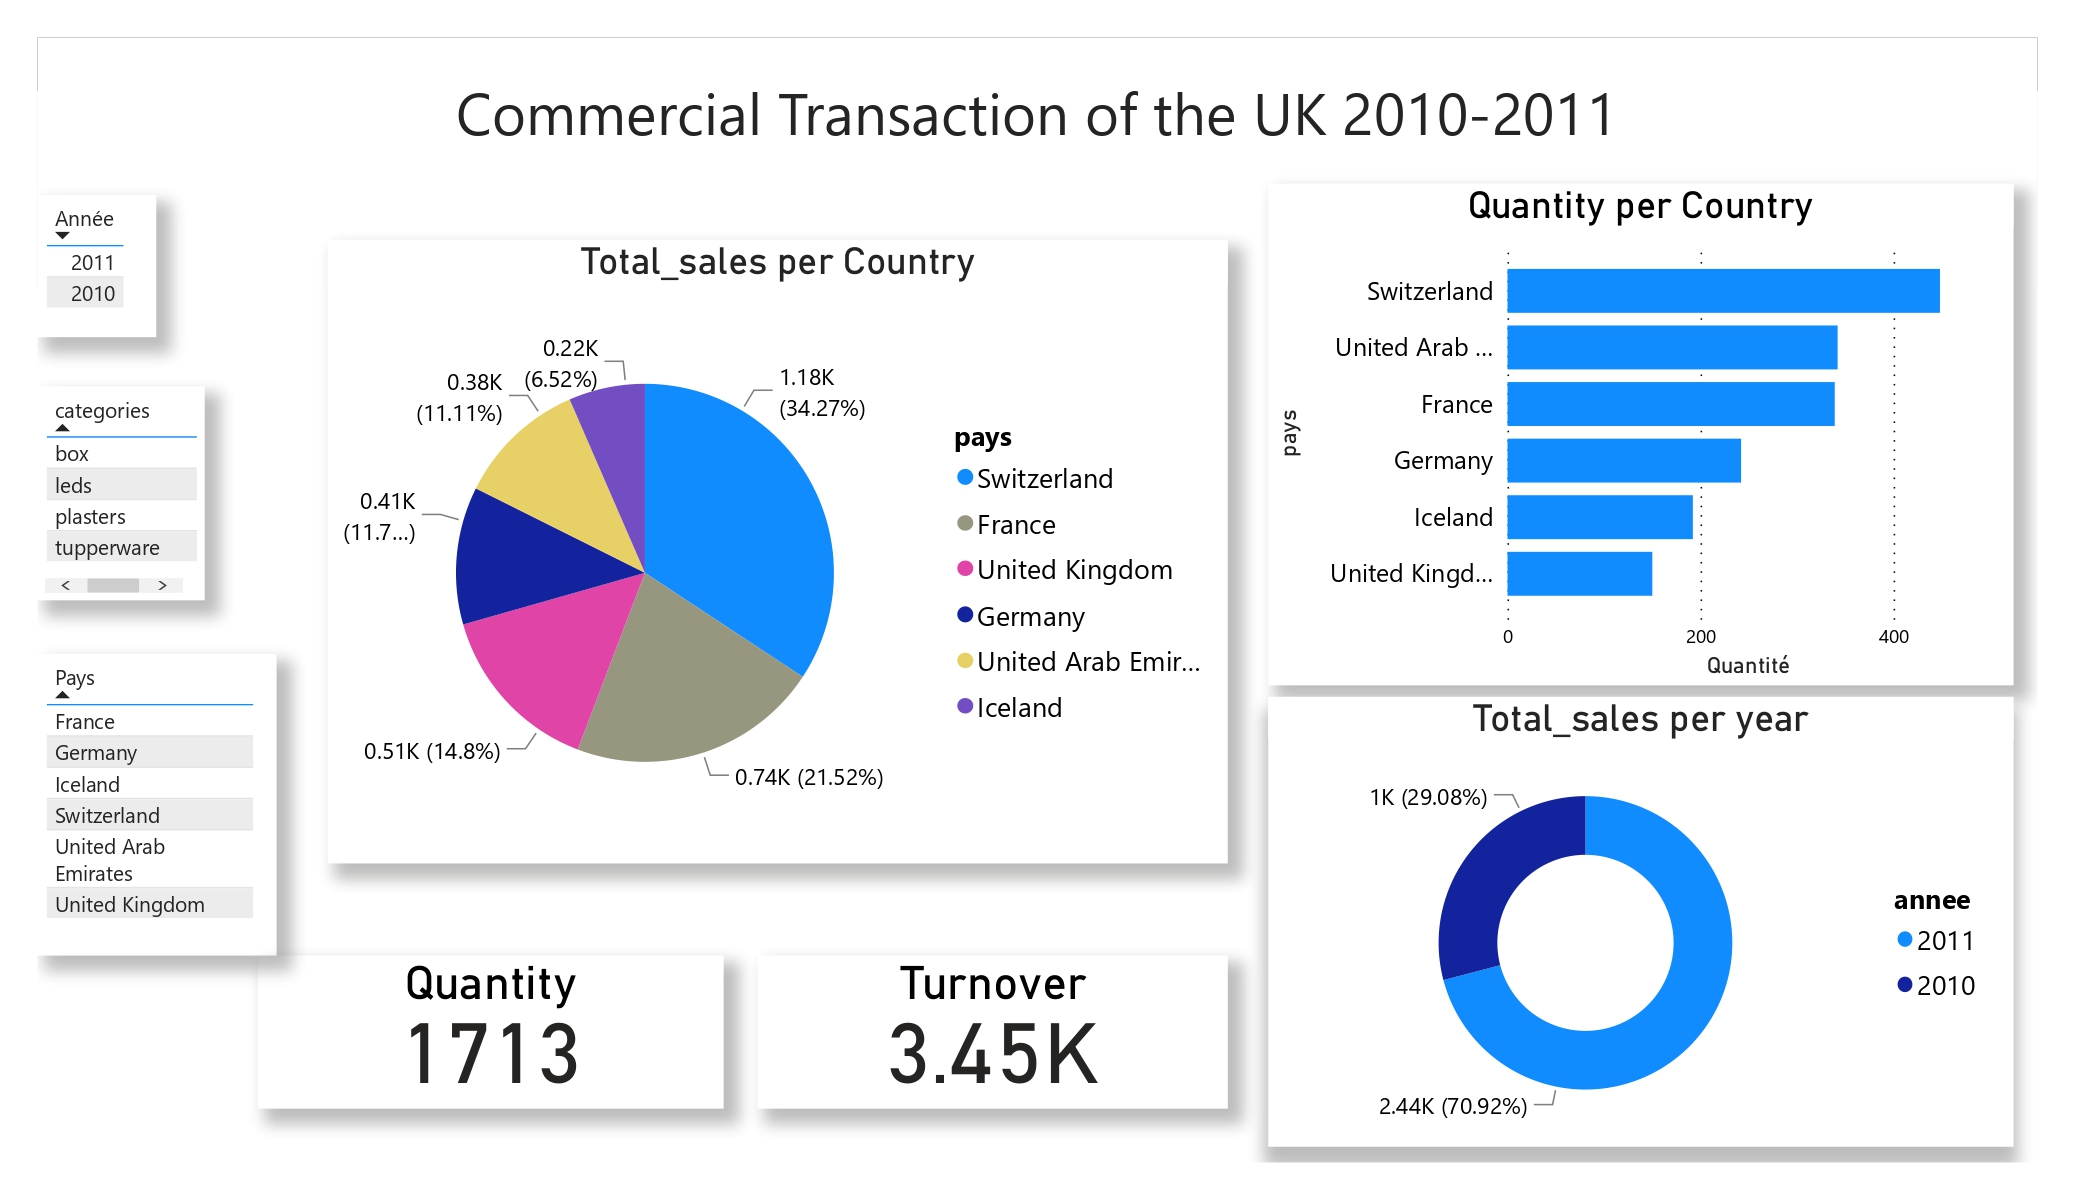 Commercial Transaction of the UK 2010-2011
Année
2011
2010
categories
box
leds
plasters
tupperware
Pays
France
Germany
Iceland
Switzerland
United Arab
Emirates
United Kingdom
Total_sales per Country
0.22K
(6.52%)
0.38K
(11.11%)
1.18K
(34.27%)
0.41K
(11.7...)
0.51K (14.8%)
0.74K (21.52%)
pays
Switzerland
France
United Kingdom
Germany
United Arab Emir...
Iceland
Quantity per Country
pays
Switzerland
United Arab ...
France
Germany
Iceland
United Kingd...
0 200 400
Quantité
Total_sales per year
1K (29.08%)
2.44K (70.92%)
annee
2011
2010
Quantity
1713
Turnover
3.45K